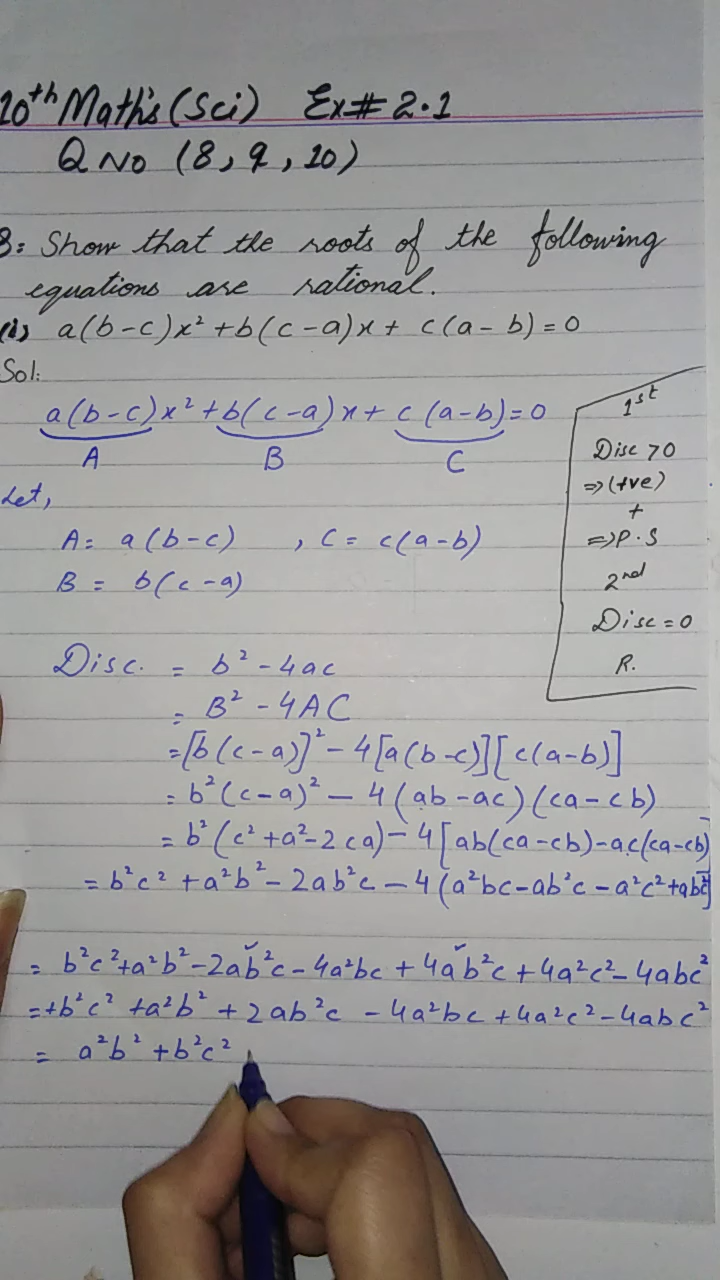 10th Math's (Sci) Ex# 2.1
Q No (8, 9, 10)
8: Show that the roots of the following
equations are rational.
(i) a(b-c)x² + b(c-a)x + c(a-b) = 0
Sol:
a(b-c)x² + b(c-a)x + c(a-b) = 0
A B C
Let,
A = a(b-c) , C = c(a-b)
B = b(c-a)
1st
Disc > 0
⇒ (+ve)
+
⇒ P.S
2nd
Disc = 0
R.
Disc. = b² - 4ac
= B² - 4AC
= [b(c-a)]² - 4[a(b-c)][c(a-b)]
= b²(c-a)² - 4(ab-ac)(ca-cb)
= b²(c²+a²-2ca) - 4[ab(ca-cb)-ac(ca-cb)]
= b²c² + a²b² - 2ab²c - 4(a²bc-ab²c-a²c²+abc²]
= b²c²+a²b²-2ab²c-4a²bc+4ab²c+4a²c²-4abc²
= +b²c² +a²b² + 2ab²c - 4a²bc + 4a²c² - 4abc²
= a²b² + b²c²